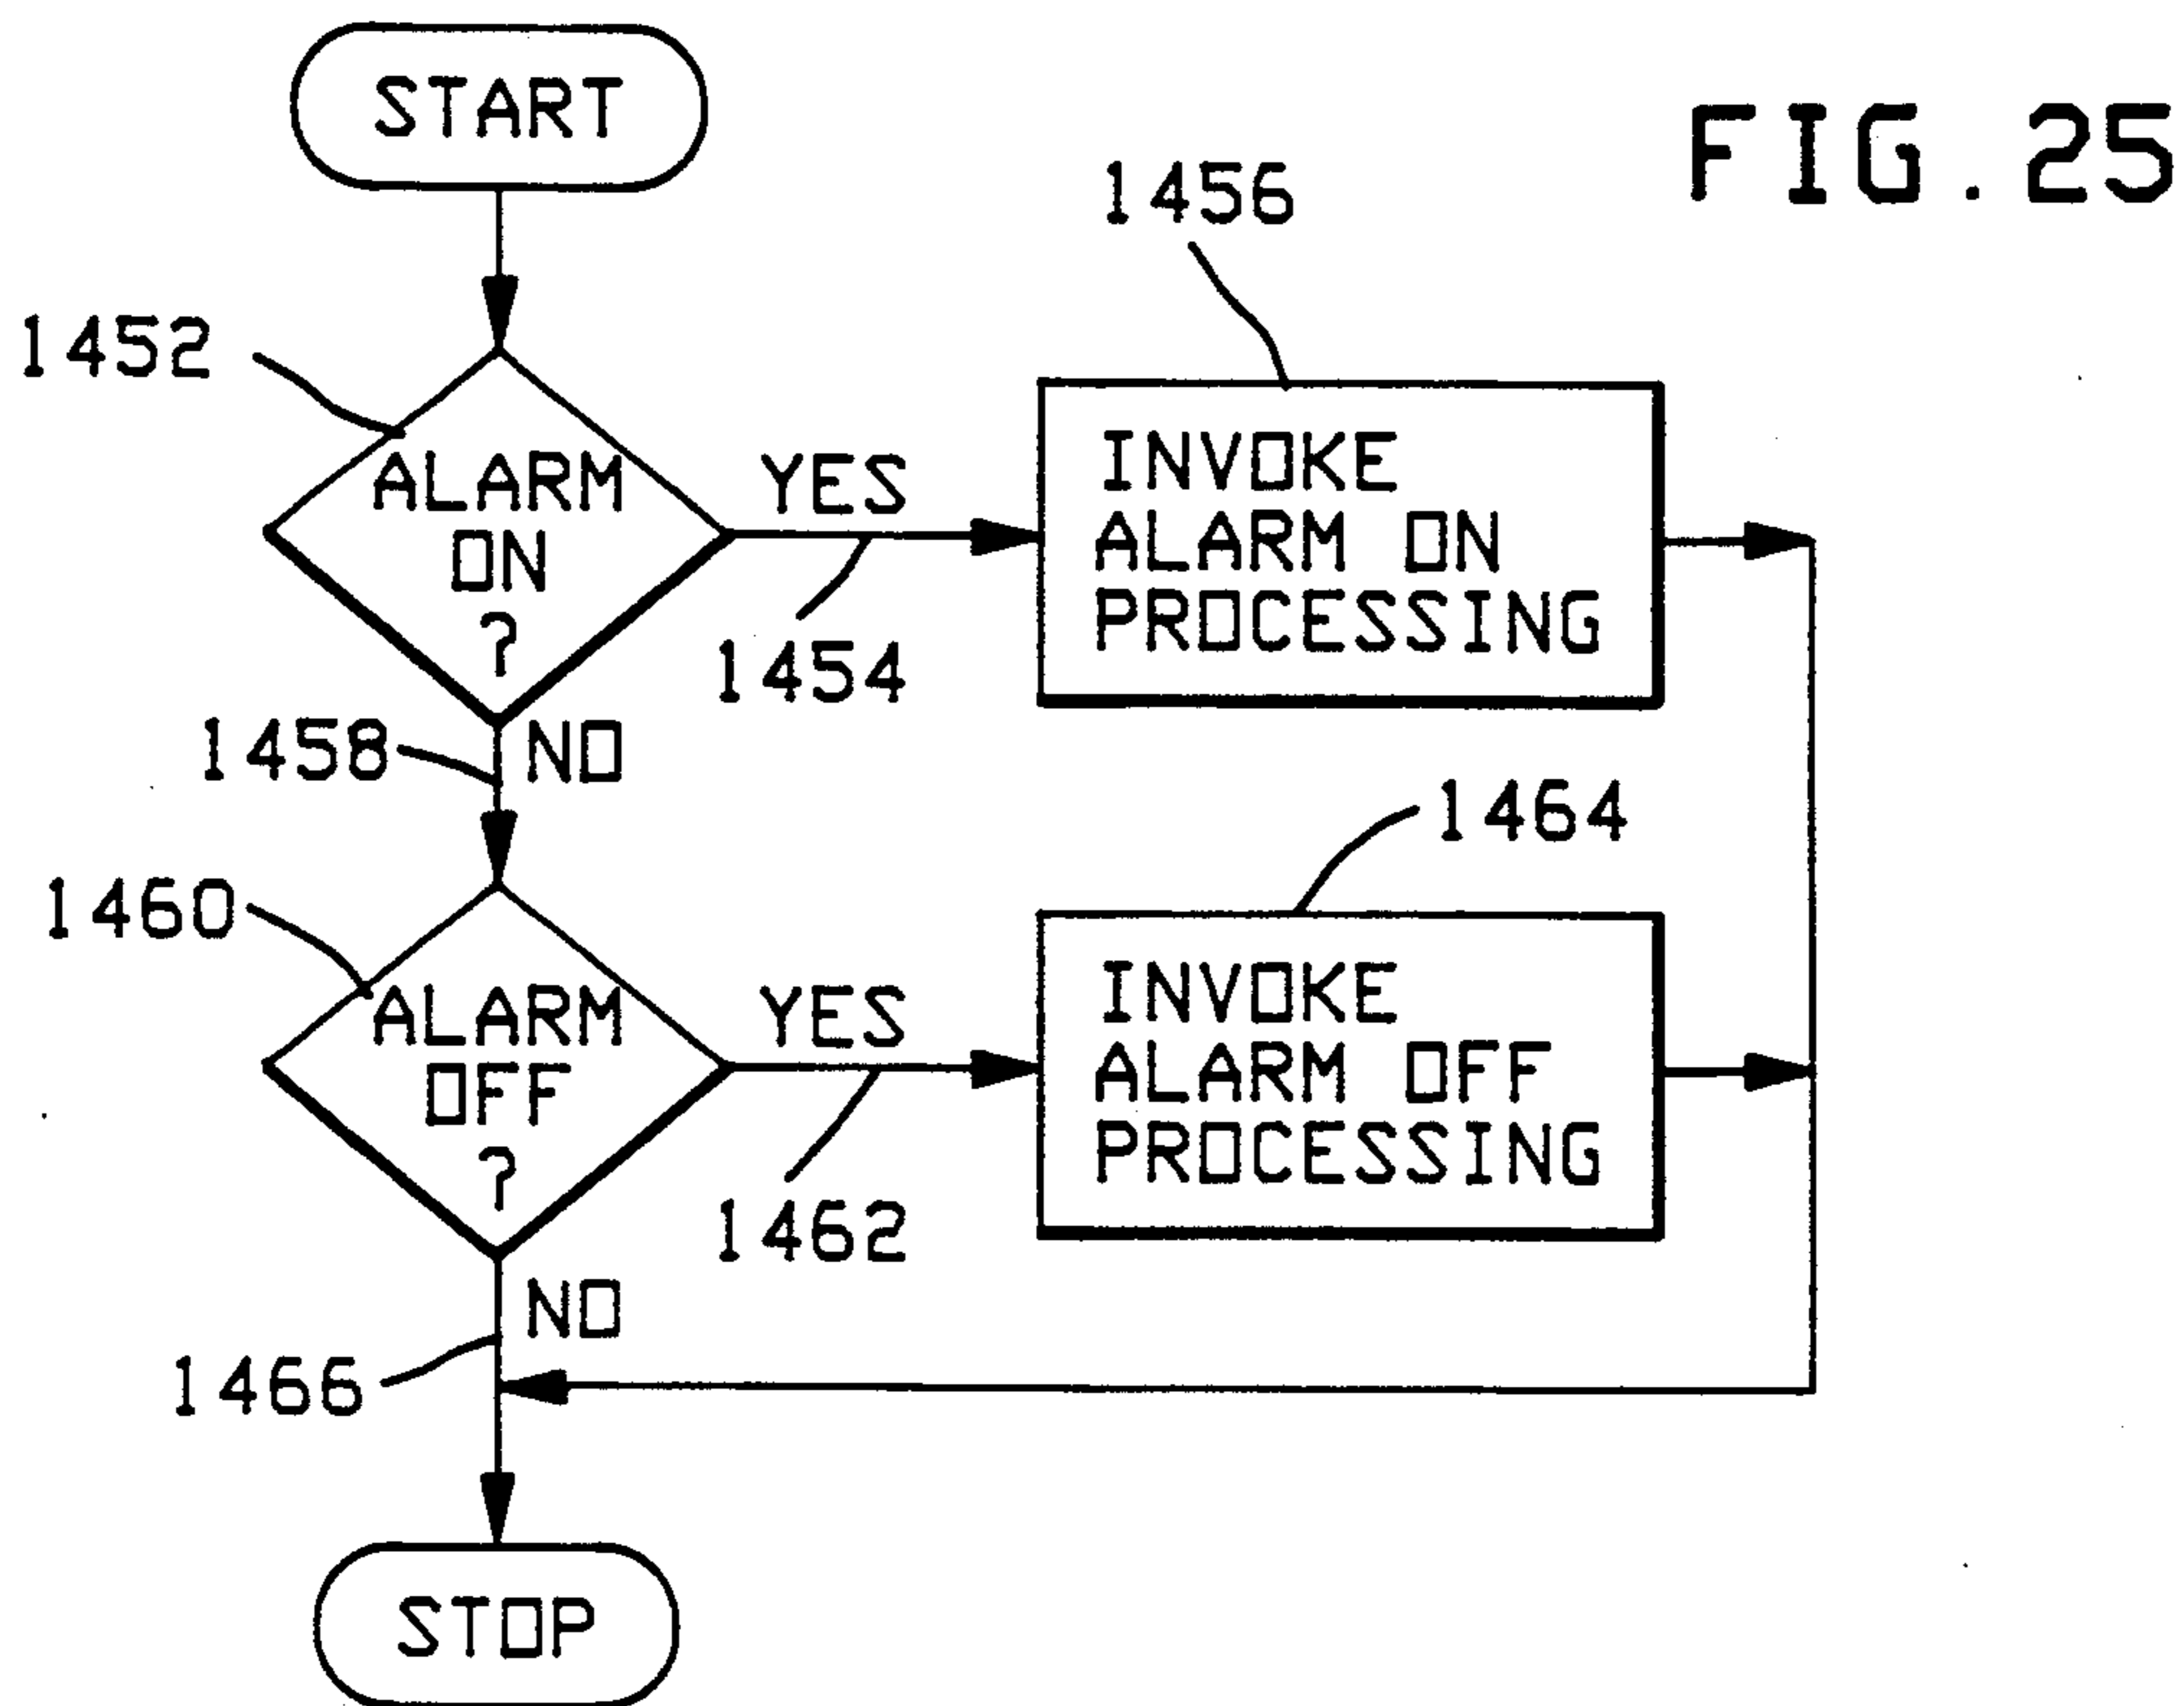 START
FIG. 25
1456
1452
ALARM
ON
?
YES
1454
INVOKE
ALARM ON
PROCESSING
1458
NO
1464
1460
ALARM
OFF
?
YES
1462
INVOKE
ALARM OFF
PROCESSING
NO
1466
STOP